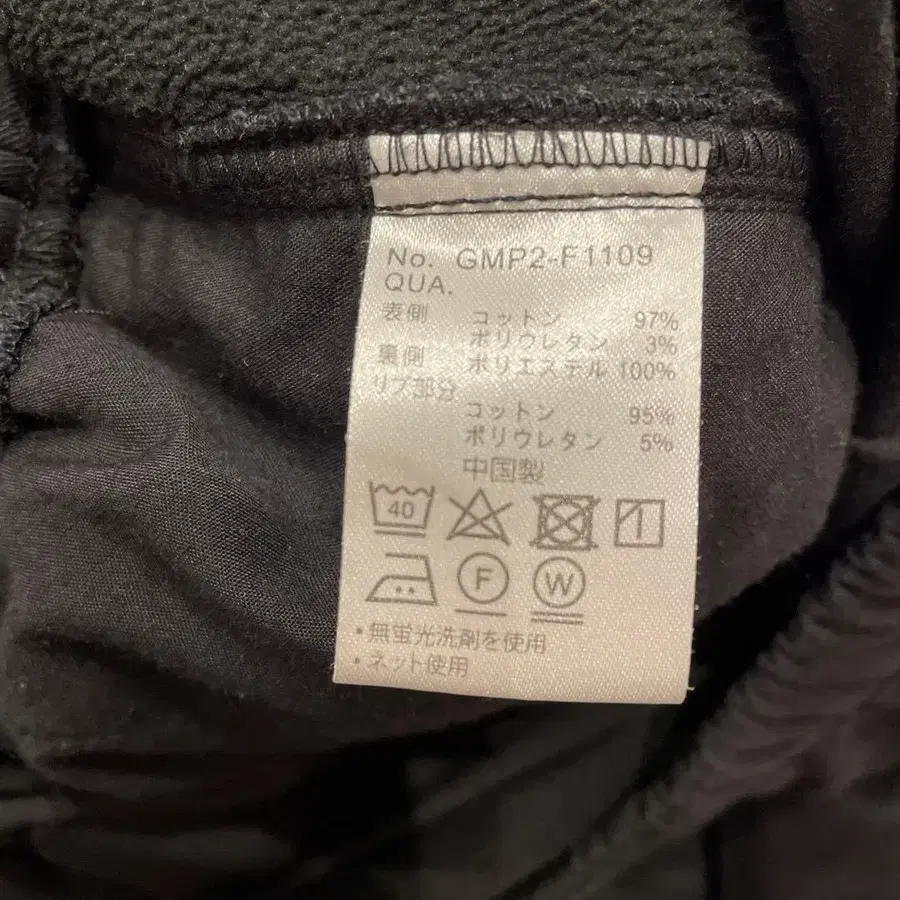 No. GMP2-F1109
QUA.
表側 コットン 97%
ポリウレタン 3%
裏側 ポリエステル 100%
リブ部分
コットン 95%
ポリウレタン 5%
中国製
40
F W
・無蛍光洗剤を使用
・ネット使用